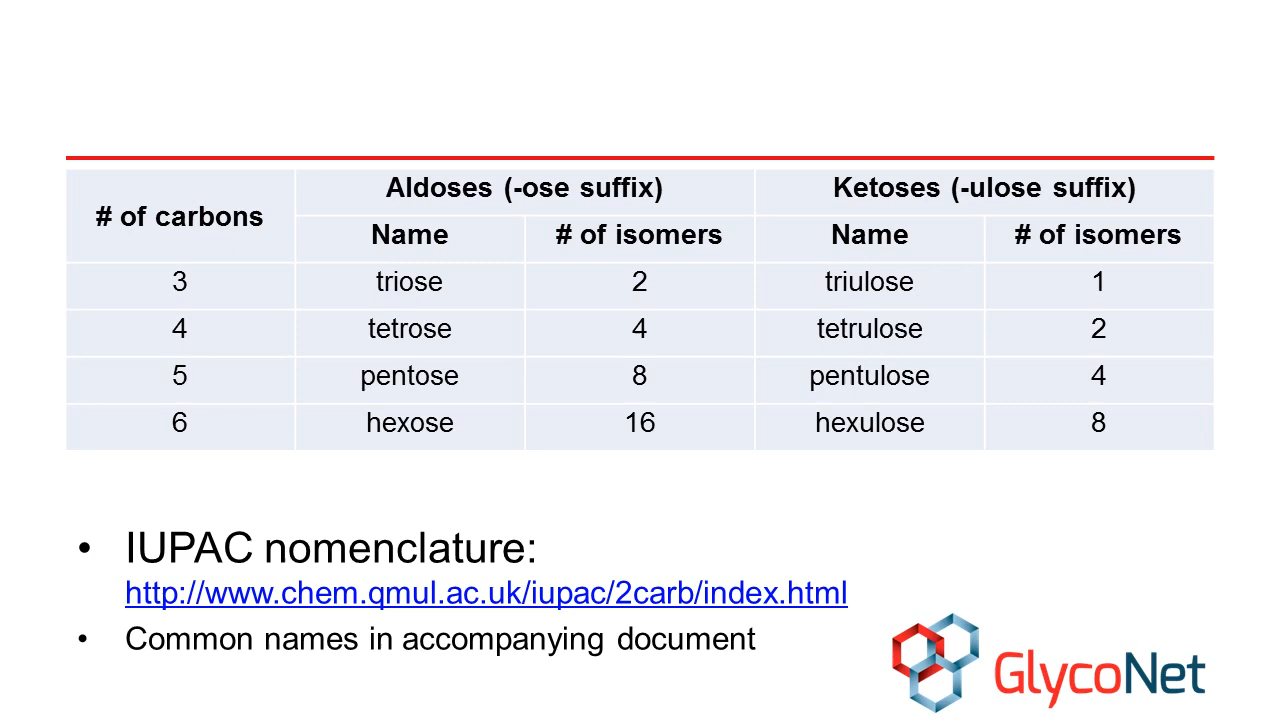 # of carbons Aldoses (-ose suffix) Ketoses (-ulose suffix)
Name # of isomers Name # of isomers
3 triose 2 triulose 1
4 tetrose 4 tetrulose 2
5 pentose 8 pentulose 4
6 hexose 16 hexulose 8
• IUPAC nomenclature:
http://www.chem.qmul.ac.uk/iupac/2carb/index.html
• Common names in accompanying document
GlycoNet